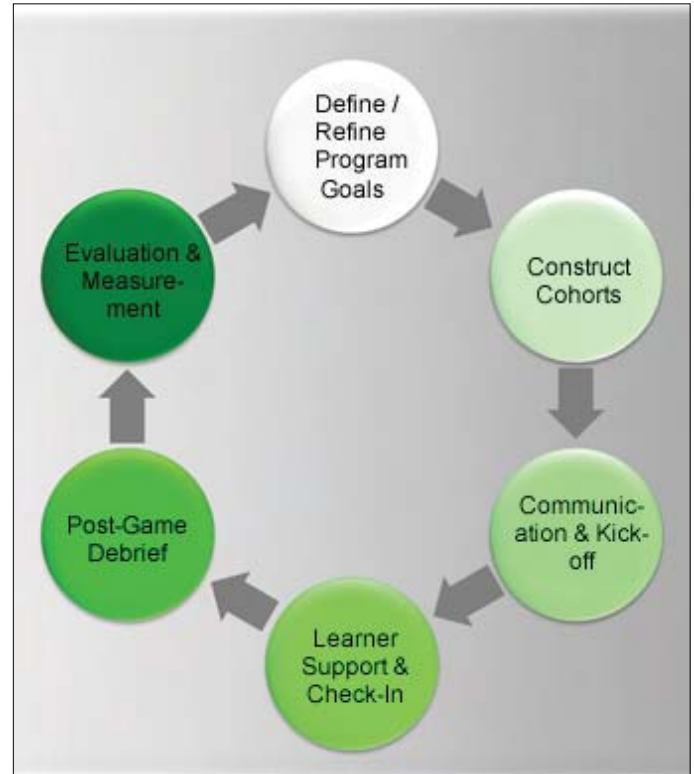 Define /
Refine
Program
Goals
Construct
Cohorts
Communic-
ation & Kick-
off
Learner
Support &
Check-In
Post-Game
Debrief
Evaluation &
Measure-
ment